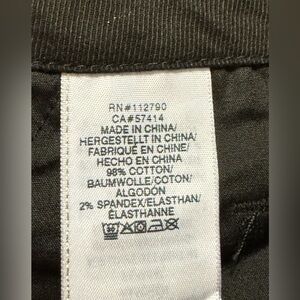 RN#112790
CA#57414
MADE IN CHINA/
HERGESTELLT IN CHINA/
FABRIQUÉ EN CHINE/
HECHO EN CHINA
98% COTTON/
BAUMWOLLE/COTON/
ALGODÓN
2% SPANDEX/ELASTHAN/
ÉLASTHANNE